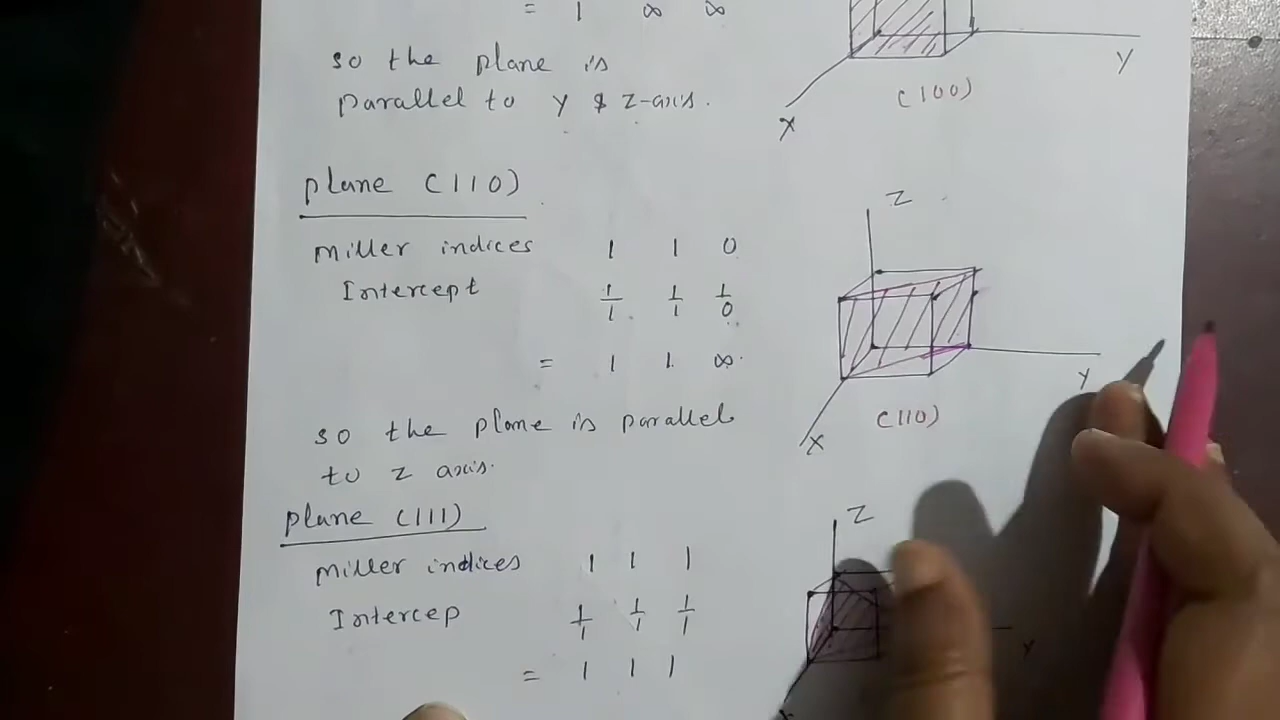 = 1 ∞ ∞
so the plane is
parallel to Y & Z-axis.
Y
(100)
X
plane (110)
Z
miller indices 1 1 0
Intercept 1/1 1/1 1/0
= 1 1 ∞
Y
so the plane is parallel
to z axis.
(110)
X
plane (111)
Z
miller indices 1 1 1
Intercep 1/1 1/1 1/1
Y
= 1 1 1
X